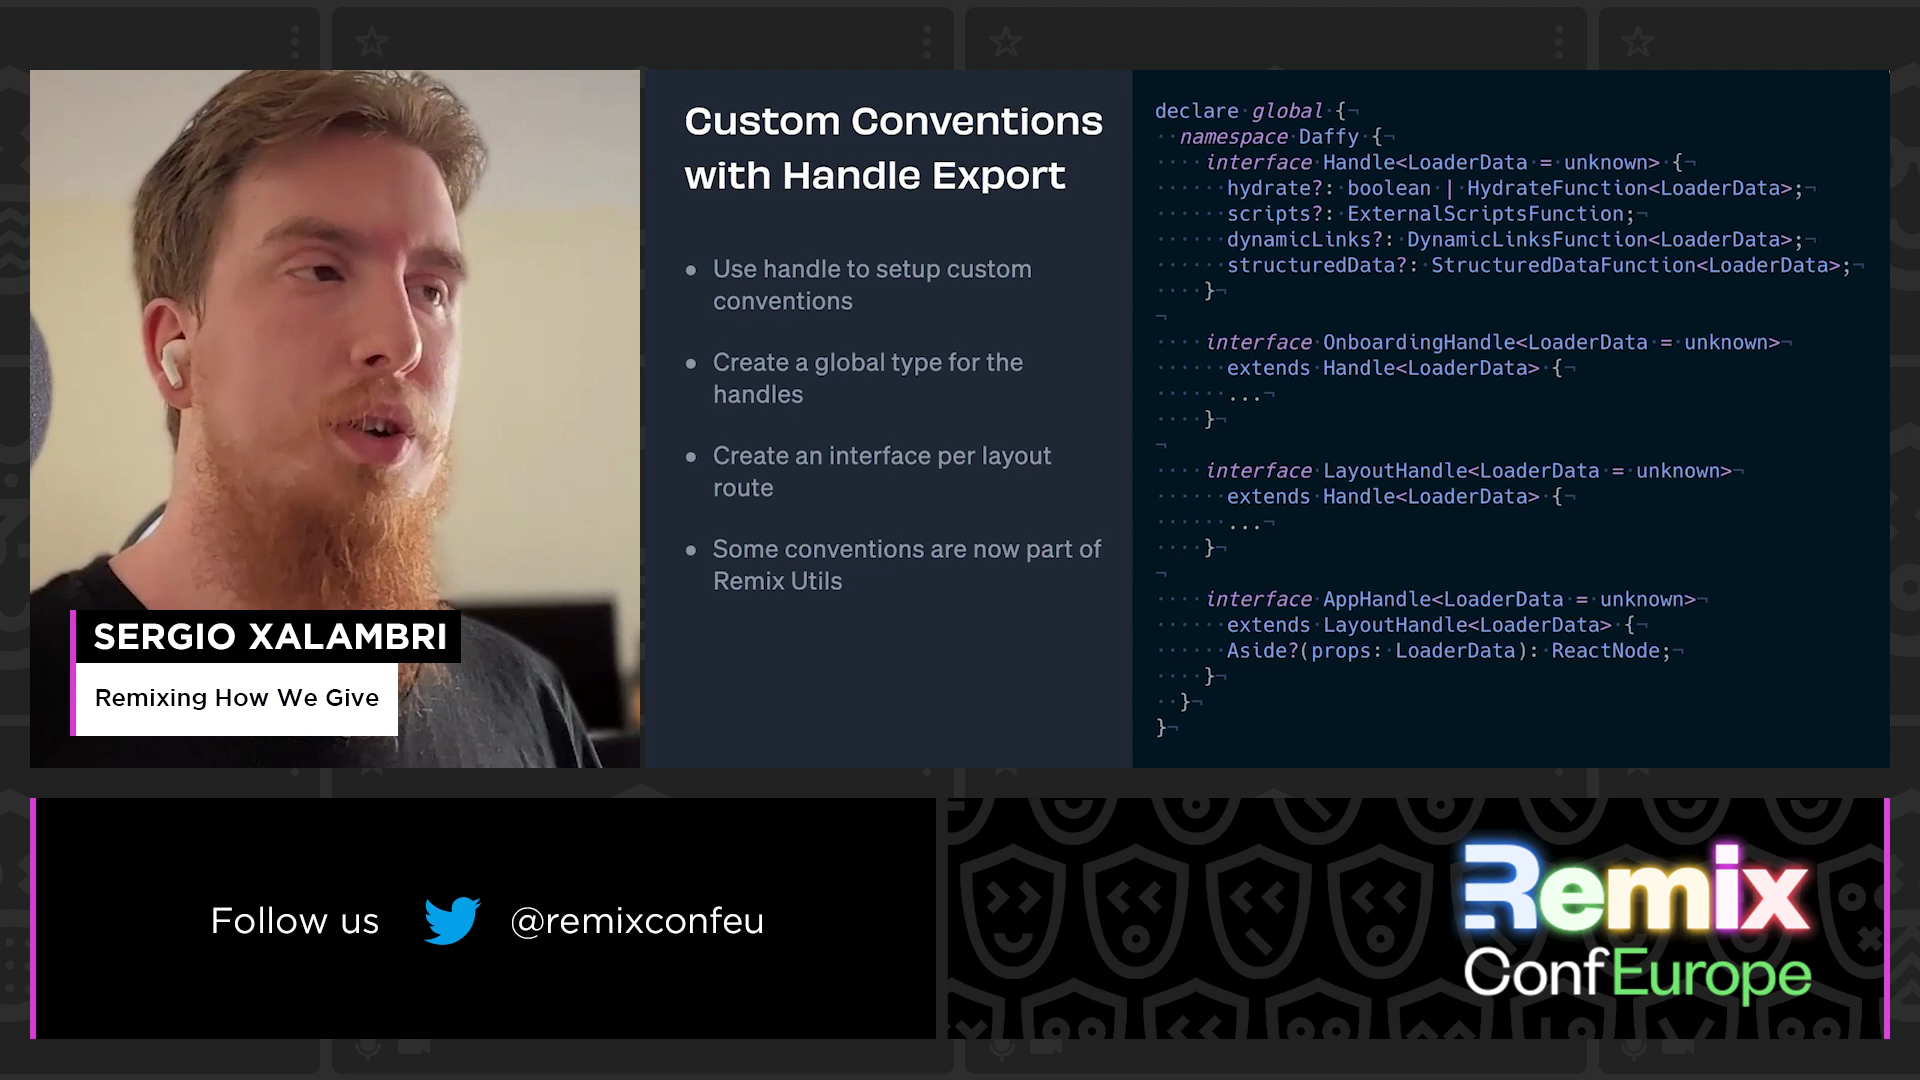 Custom Conventions
with Handle Export
Use handle to setup custom
conventions
Create a global type for the
handles
Create an interface per layout
route
Some conventions are now part of
Remix Utils
declare global {
namespace Daffy {
interface Handle<LoaderData = unknown> {
hydrate?: boolean | HydrateFunction<LoaderData>;
scripts?: ExternalScriptsFunction;
dynamicLinks?: DynamicLinksFunction<LoaderData>;
structuredData?: StructuredDataFunction<LoaderData>;
}
interface OnboardingHandle<LoaderData = unknown>
extends Handle<LoaderData> {
...
}
interface LayoutHandle<LoaderData = unknown>
extends Handle<LoaderData> {
...
}
interface AppHandle<LoaderData = unknown>
extends LayoutHandle<LoaderData> {
Aside?(props: LoaderData): ReactNode;
}
}
}
SERGIO XALAMBRI
Remixing How We Give
Follow us @remixconfeu
Remix
Conf Europe